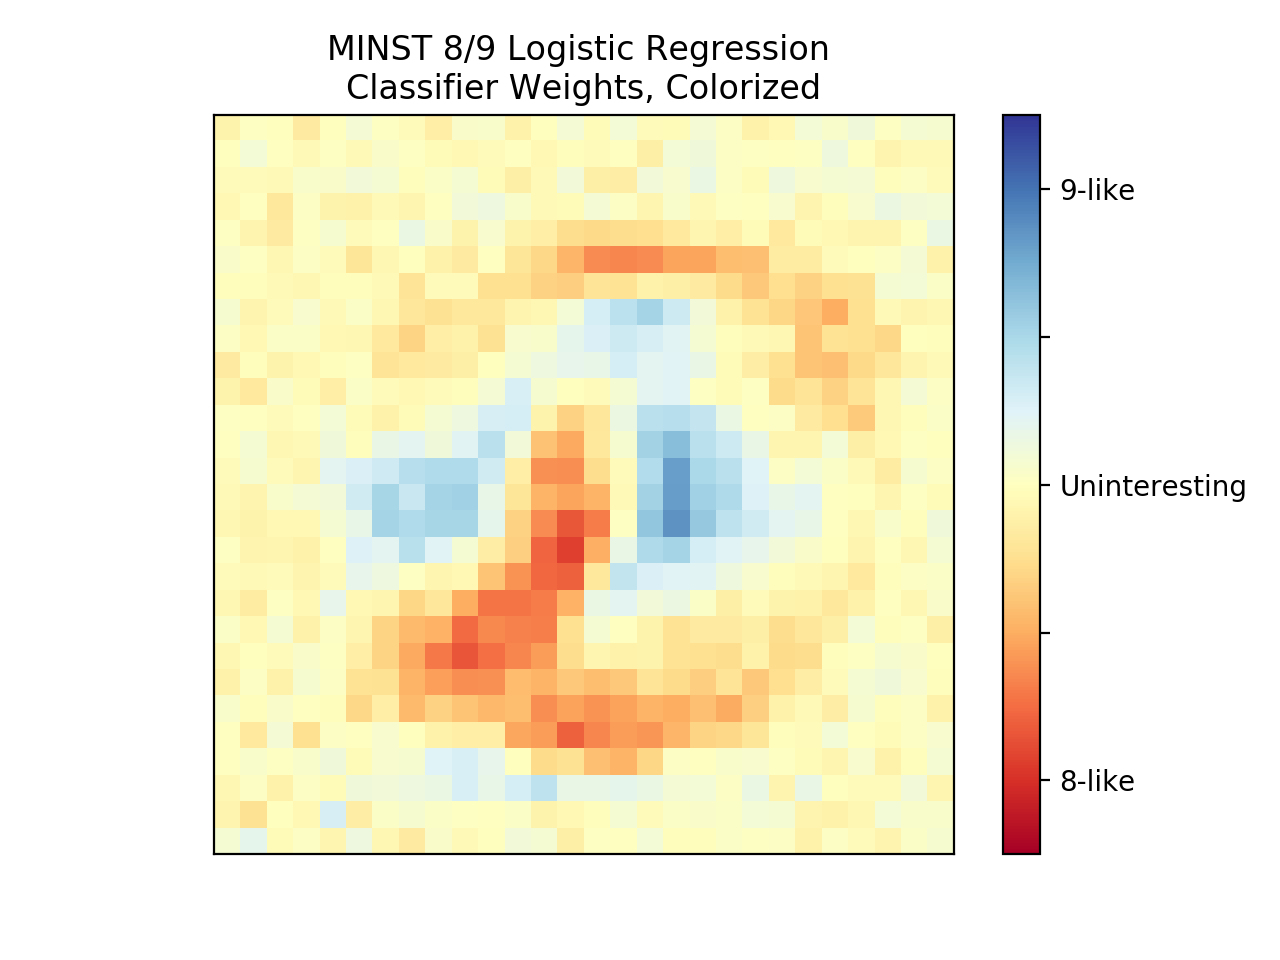 MINST 8/9 Logistic Regression
Classifier Weights, Colorized
9-like
Uninteresting
8-like